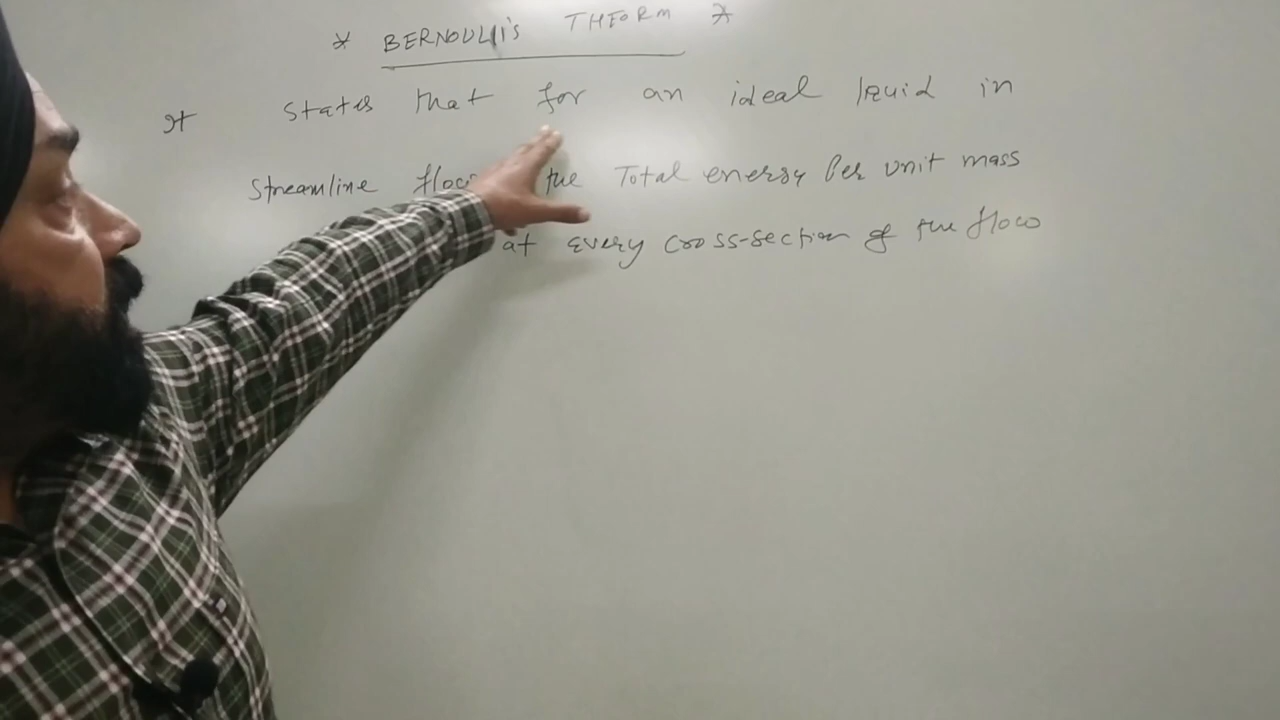 * BERNOULLI'S THEORM *
It states that for an ideal liquid in
streamline flow the Total energy per unit mass
at every cross-section of the flow